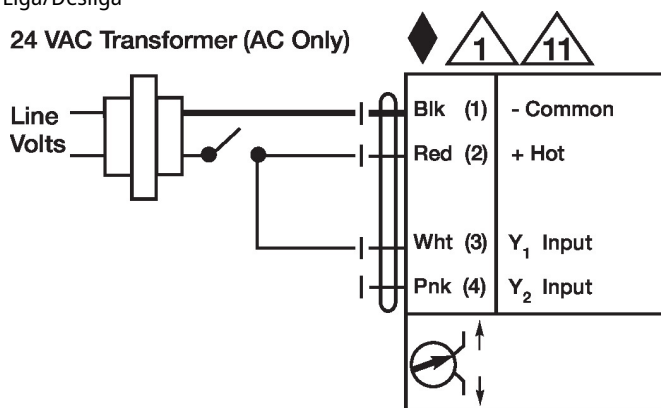 Liga/Desliga
24 VAC Transformer (AC Only)
1
11
Line
Volts
Blk (1) - Common
Red (2) + Hot
Wht (3) Y1 Input
Pnk (4) Y2 Input